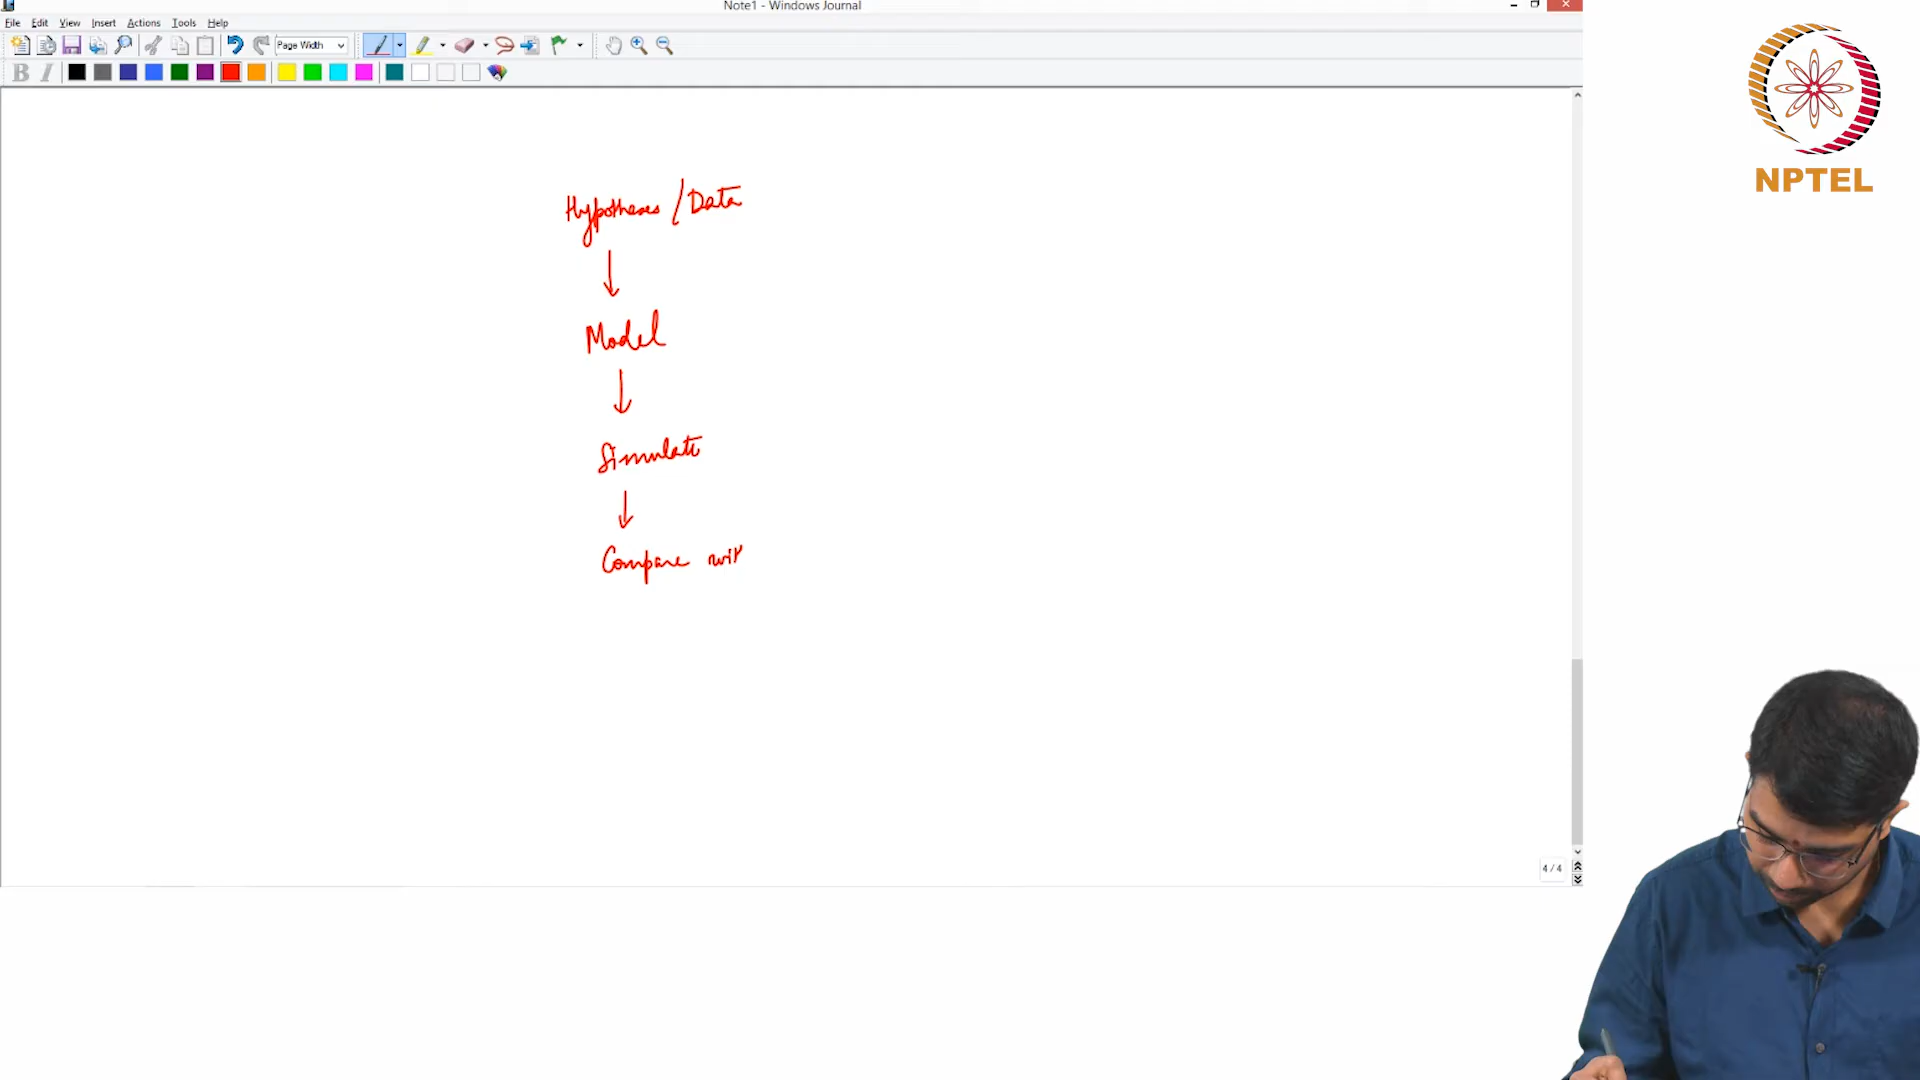 Note1 - Windows Journal
File Edit View Insert Actions Tools Help
Page Width
B I
NPTEL
Hypotheses / Data
Model
Simulate
Compare wit
4 / 4